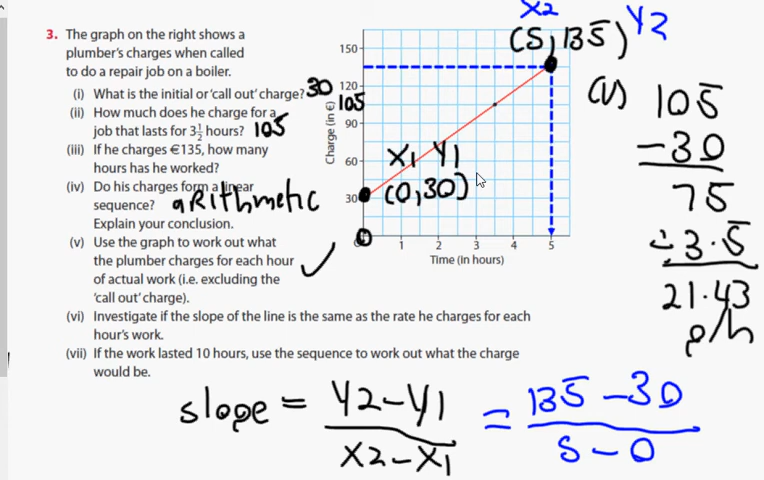 3. The graph on the right shows a
plumber's charges when called
to do a repair job on a boiler.
(i) What is the initial or 'call out' charge? 30
(ii) How much does he charge for a
job that lasts for 3½ hours? 105
(iii) If he charges €135, how many
hours has he worked?
(iv) Do his charges form a linear
sequence? aRithmetic
Explain your conclusion.
(v) Use the graph to work out what
the plumber charges for each hour
of actual work (i.e. excluding the
'call out' charge).
(vi) Investigate if the slope of the line is the same as the rate he charges for each
hour's work.
(vii) If the work lasted 10 hours, use the sequence to work out what the charge
would be.
X2
Y2
(5,135)
150
120
105
90
60
30
0
Charge (in €)
X1 Y1
(0,30)
1 2 3 4 5
Time (in hours)
(V) 105
-30
75
÷3.5
21.43
p/h
slope = Y2-Y1 = 135-30
X2-X1 5-0